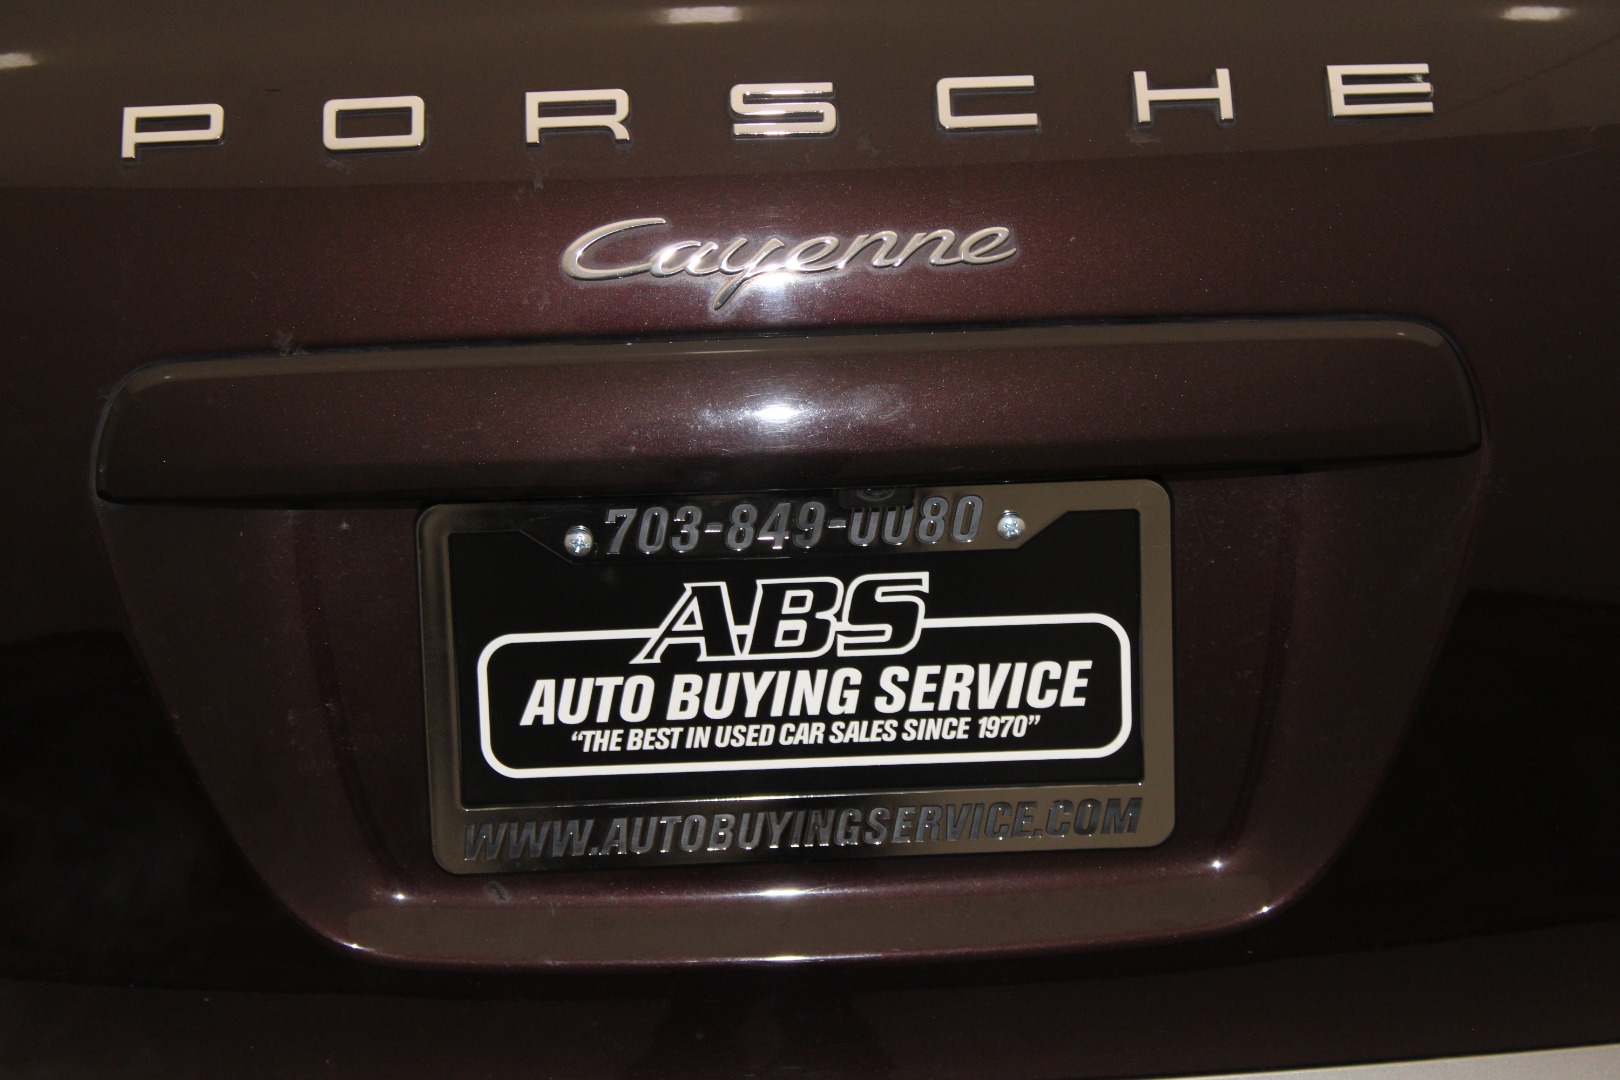 PORSCHE
Cayenne
703-849-0080
ABS
AUTO BUYING SERVICE
“THE BEST IN USED CAR SALES SINCE 1970”
WWW.AUTOBUYINGSERVICE.COM